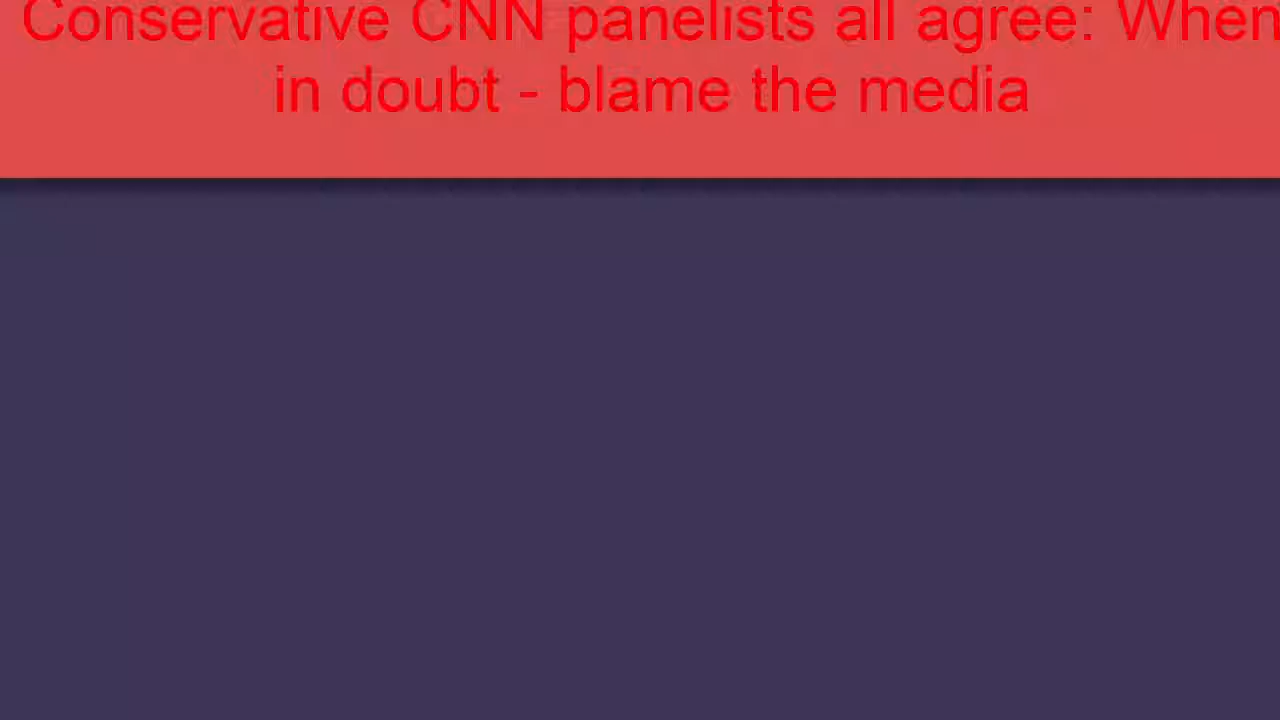 Conservative CNN panelists all agree: When
in doubt - blame the media